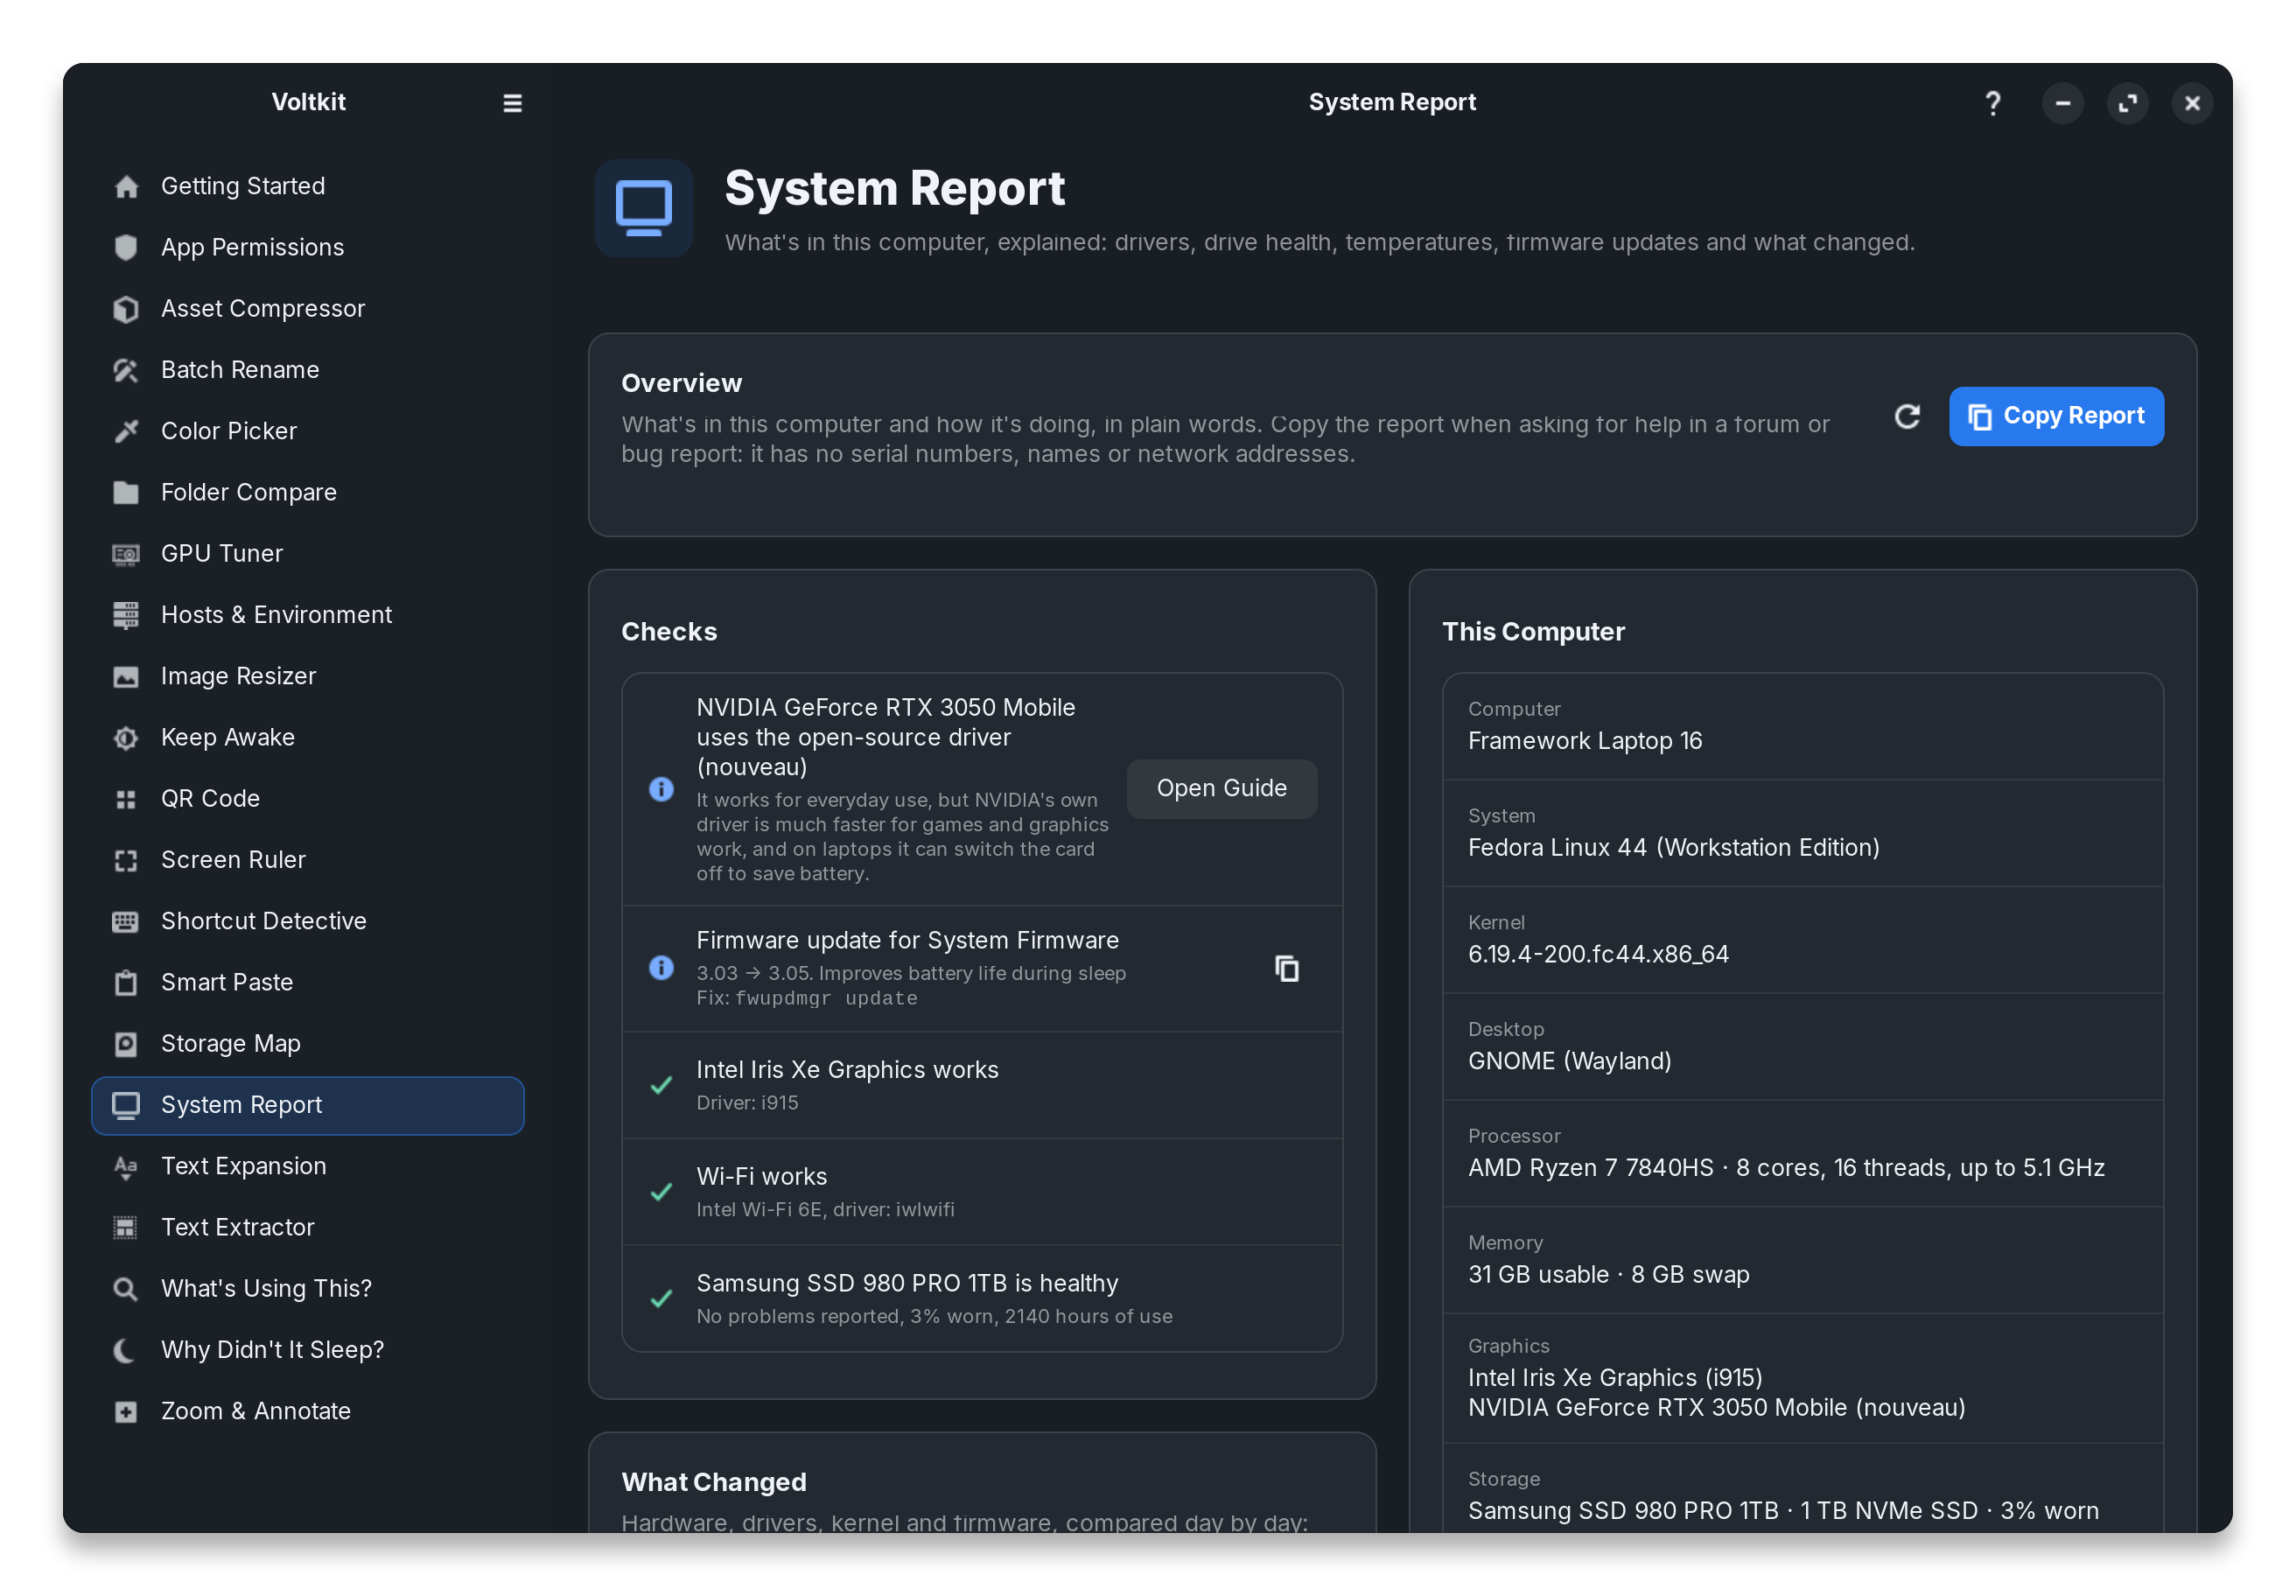 Voltkit
System Report
?
Getting Started
App Permissions
Asset Compressor
Batch Rename
Color Picker
Folder Compare
GPU Tuner
Hosts & Environment
Image Resizer
Keep Awake
QR Code
Screen Ruler
Shortcut Detective
Smart Paste
Storage Map
System Report
Text Expansion
Text Extractor
What's Using This?
Why Didn't It Sleep?
Zoom & Annotate
System Report
What's in this computer, explained: drivers, drive health, temperatures, firmware updates and what changed.
Overview
What's in this computer and how it's doing, in plain words. Copy the report when asking for help in a forum or
bug report: it has no serial numbers, names or network addresses.
Copy Report
Checks
NVIDIA GeForce RTX 3050 Mobile
uses the open-source driver
(nouveau)
It works for everyday use, but NVIDIA's own
driver is much faster for games and graphics
work, and on laptops it can switch the card
off to save battery.
Open Guide
Firmware update for System Firmware
3.03 → 3.05. Improves battery life during sleep
Fix: fwupdmgr update
Intel Iris Xe Graphics works
Driver: i915
Wi-Fi works
Intel Wi-Fi 6E, driver: iwlwifi
Samsung SSD 980 PRO 1TB is healthy
No problems reported, 3% worn, 2140 hours of use
What Changed
Hardware, drivers, kernel and firmware, compared day by day:
This Computer
Computer
Framework Laptop 16
System
Fedora Linux 44 (Workstation Edition)
Kernel
6.19.4-200.fc44.x86_64
Desktop
GNOME (Wayland)
Processor
AMD Ryzen 7 7840HS · 8 cores, 16 threads, up to 5.1 GHz
Memory
31 GB usable · 8 GB swap
Graphics
Intel Iris Xe Graphics (i915)
NVIDIA GeForce RTX 3050 Mobile (nouveau)
Storage
Samsung SSD 980 PRO 1TB · 1 TB NVMe SSD · 3% worn